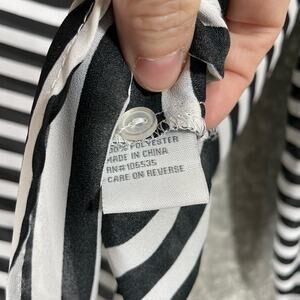 POLYESTER
MADE IN CHINA
RN#106535
CARE ON REVERSE